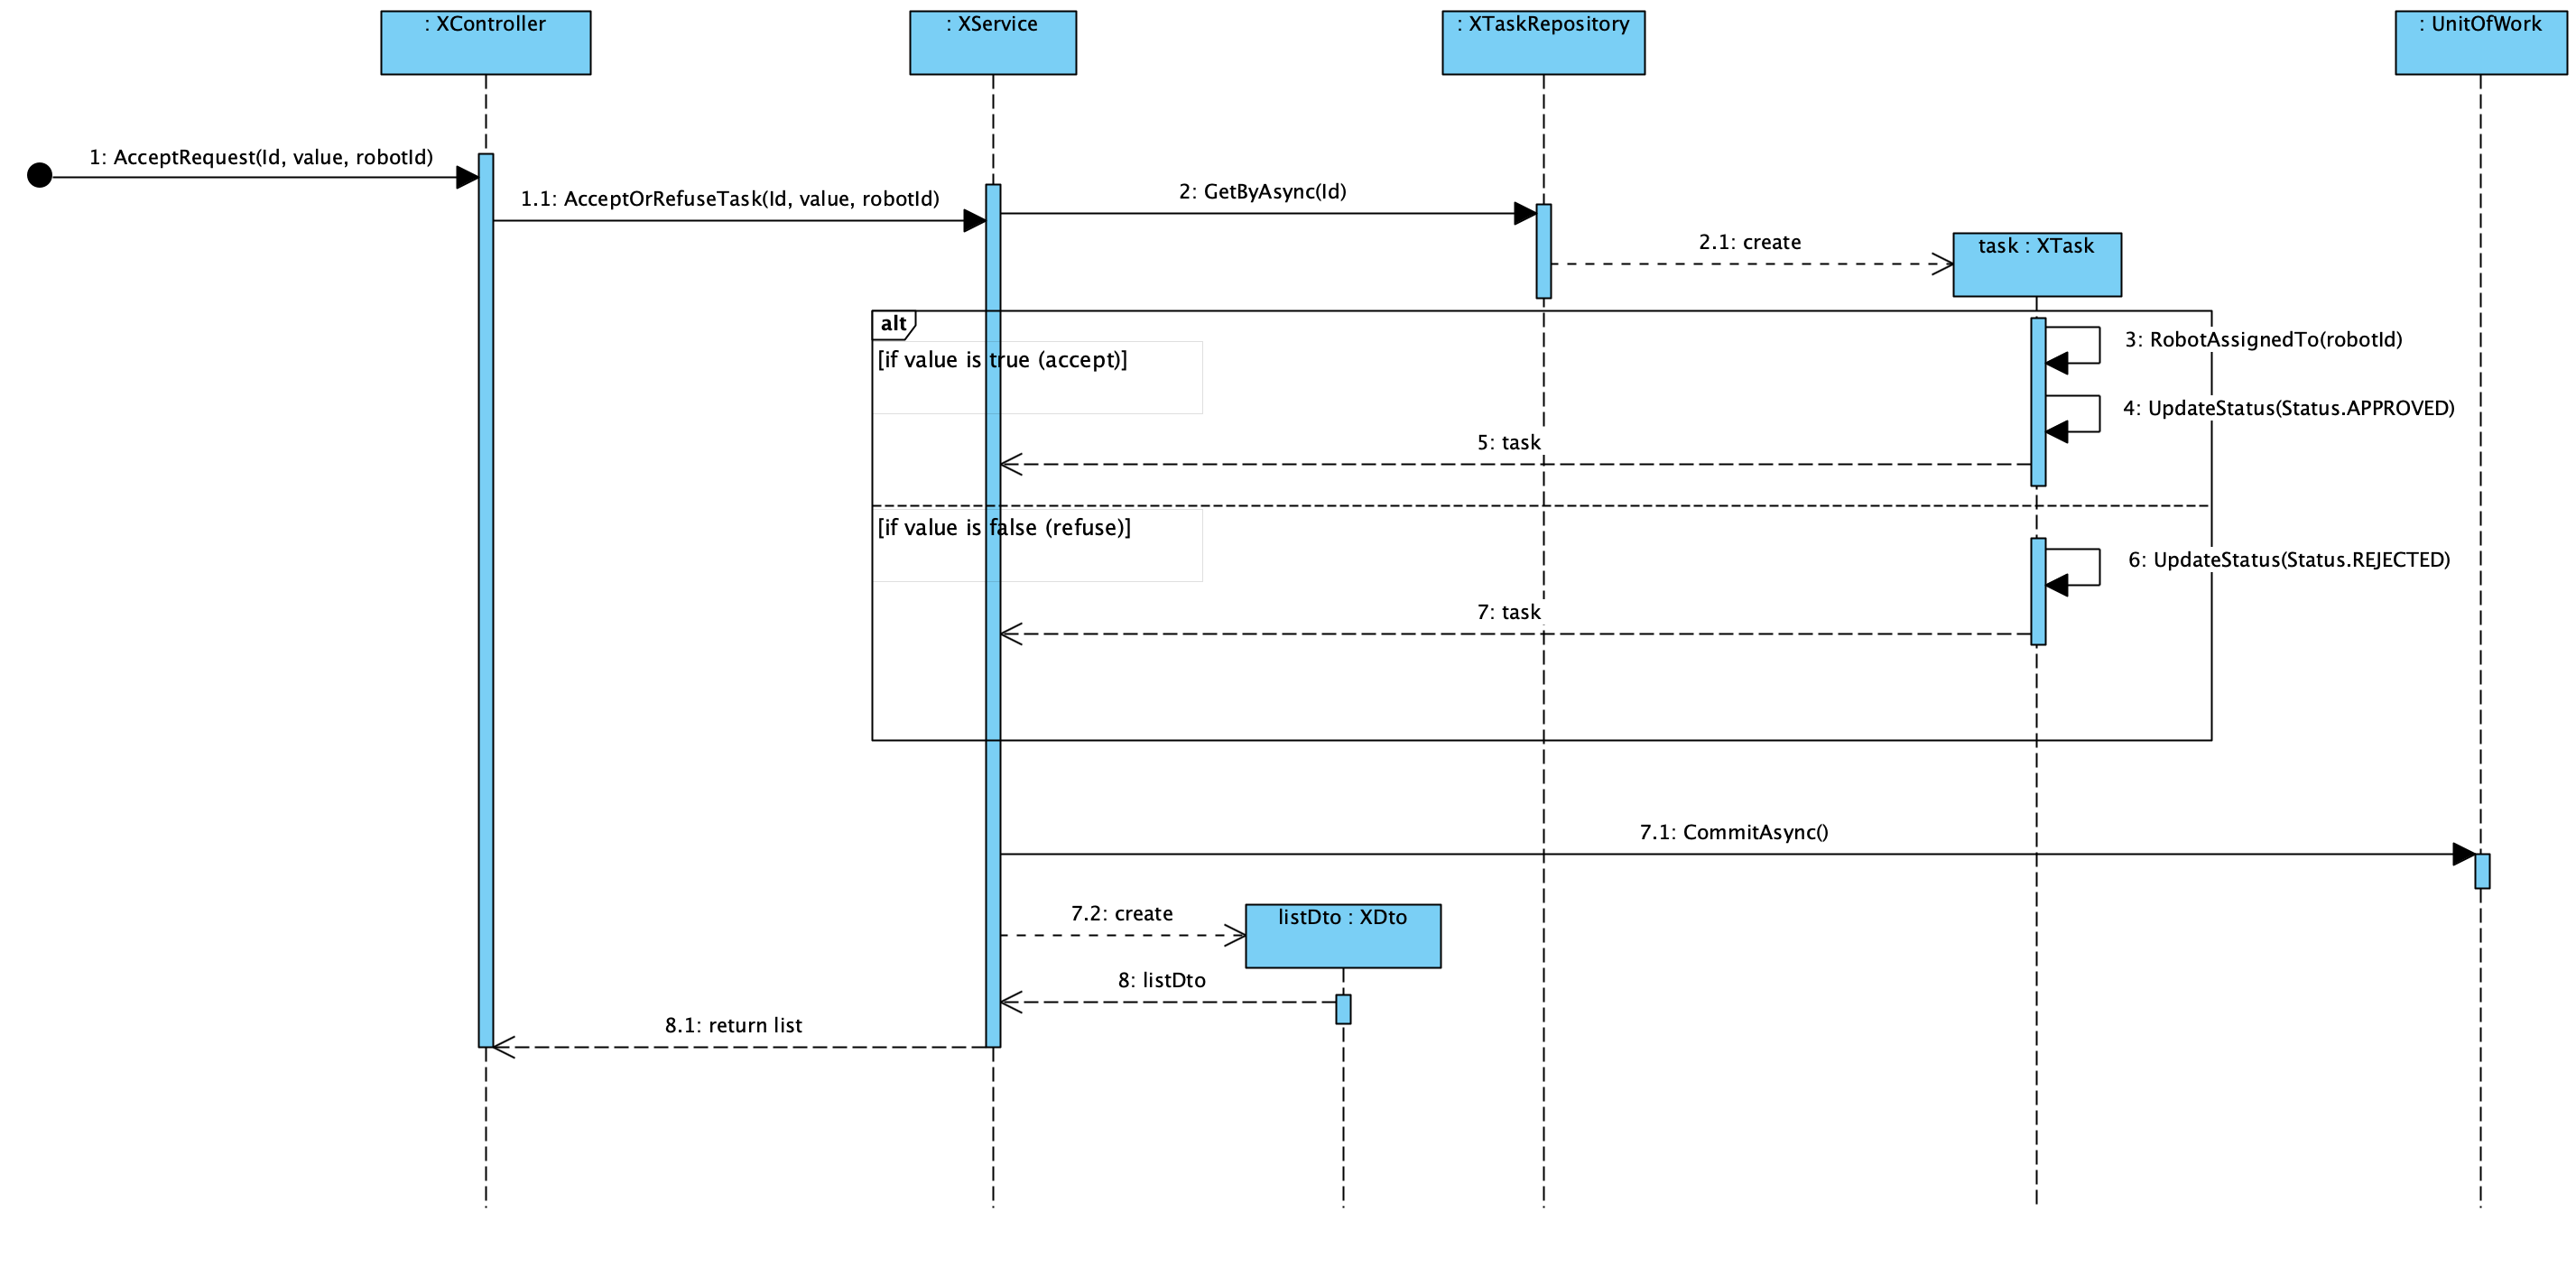 : XController
: XService
: XTaskRepository
: UnitOfWork
1: AcceptRequest(Id, value, robotId)
1.1: AcceptOrRefuseTask(Id, value, robotId)
2: GetByAsync(Id)
2.1: create
task : XTask
alt
[if value is true (accept)]
3: RobotAssignedTo(robotId)
4: UpdateStatus(Status.APPROVED)
5: task
[if value is false (refuse)]
6: UpdateStatus(Status.REJECTED)
7: task
7.1: CommitAsync()
7.2: create
listDto : XDto
8: listDto
8.1: return list